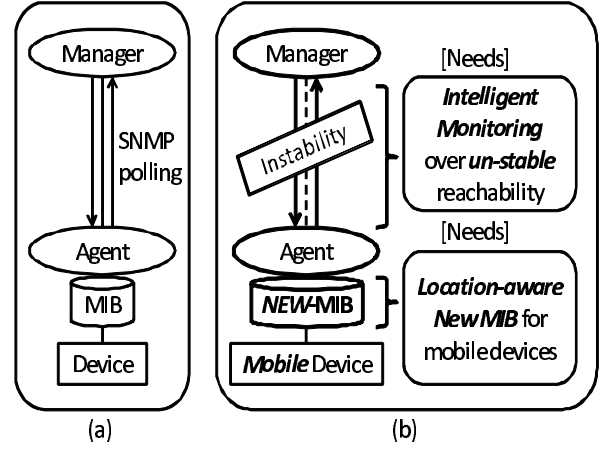 Manager
SNMP
polling
Agent
MIB
Device
(a)
Manager
Instability
Agent
NEW-MIB
Mobile Device
[Needs]
Intelligent
Monitoring
over un-stable
reachability
[Needs]
Location-aware
New MIB for
mobile devices
(b)